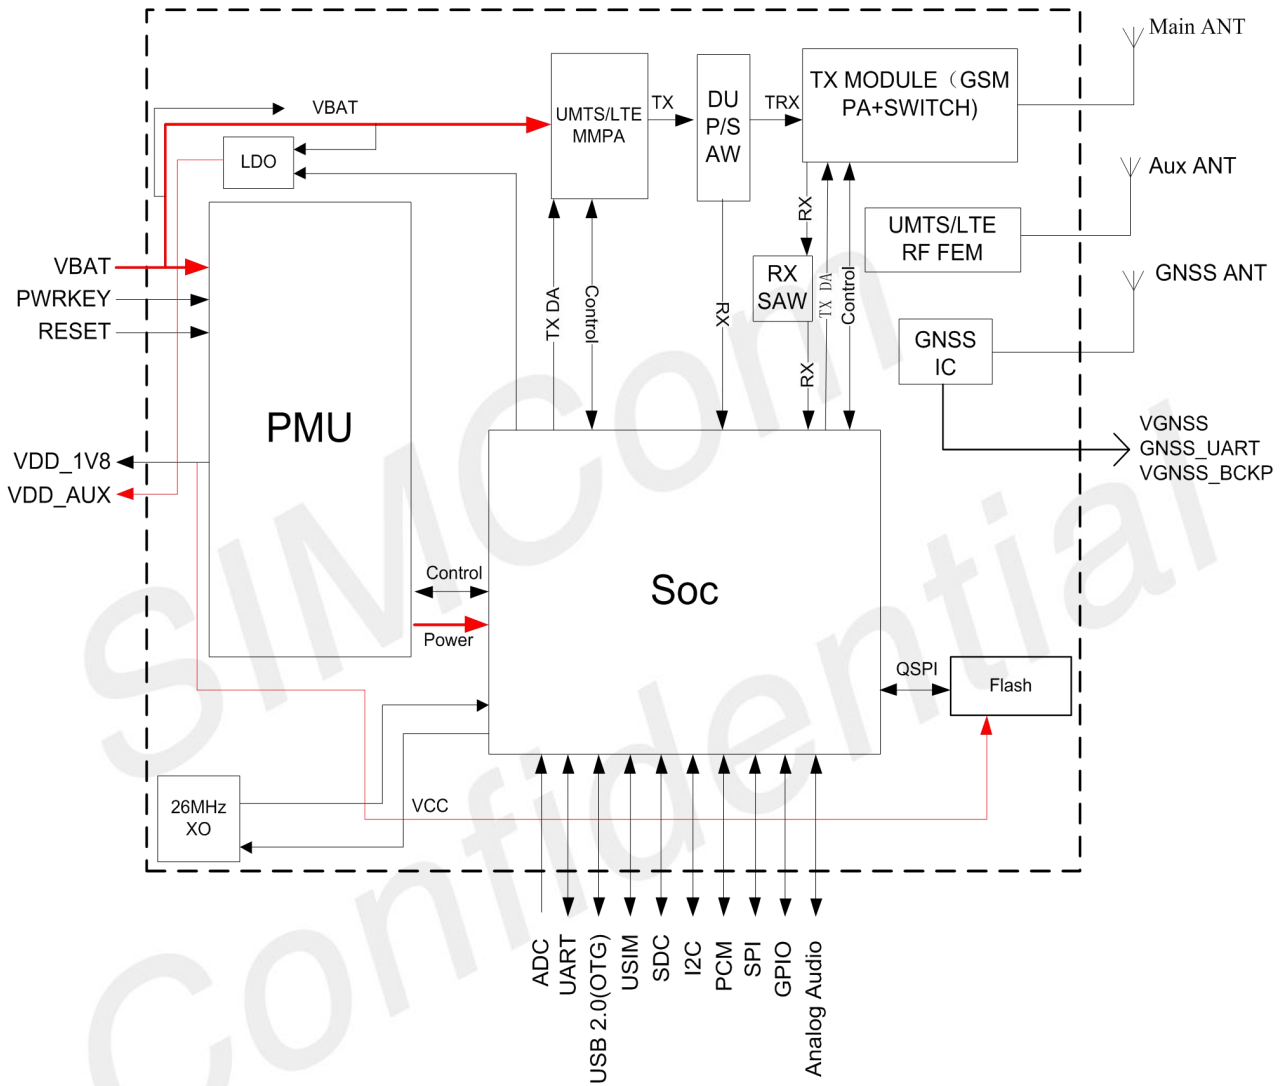 Main ANT
VBAT
UMTS/LTE
MMPA
TX
DU
P/S
AW
TRX
TX MODULE（GSM
PA+SWITCH)
LDO
Aux ANT
RX
UMTS/LTE
RF FEM
VBAT
PWRKEY
RESET
TX DA
Control
RX
RX
SAW
TX DA
Control
GNSS ANT
GNSS
IC
RX
PMU
VGNSS
GNSS_UART
VGNSS_BCKP
VDD_1V8
VDD_AUX
Control
Power
Soc
QSPI
Flash
26MHz
XO
VCC
ADC
UART
USB 2.0(OTG)
USIM
SDC
I2C
PCM
SPI
GPIO
Analog Audio
SIMCom
Confidential